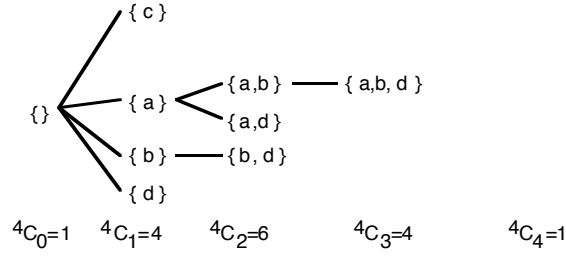 { c }
{a,b} { a,b, d }
{ a }
{} {a,d}
{ b } {b, d}
{ d }
⁴C₀=1 ⁴C₁=4 ⁴C₂=6 ⁴C₃=4 ⁴C₄=1